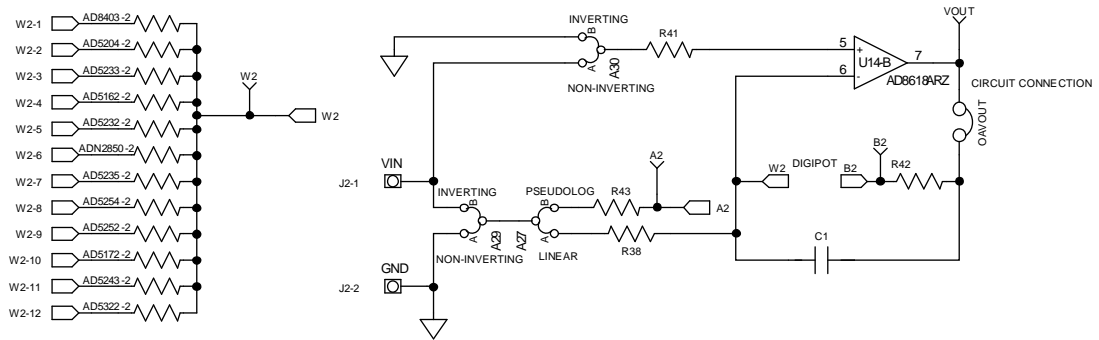 W2-1 AD8403-2
W2-2 AD5204-2
W2-3 AD5233-2
W2-4 AD5162-2
W2-5 AD5232-2
W2-6 ADN2850-2
W2-7 AD5235-2
W2-8 AD5254-2
W2-9 AD5252-2
W2-10 AD5172-2
W2-11 AD5243-2
W2-12 AD5322-2
W2
W2
INVERTING
B
A
A30
NON-INVERTING
R41
5
6
+
-
U14-B
7
AD8618ARZ
VOUT
CIRCUIT CONNECTION
OAVOUT
VIN
J2-1
GND
J2-2
INVERTING
B
A
A29
NON-INVERTING
PSEUDOLOG
B
A
A27
LINEAR
R43
R38
A2
A2
W2
DIGIPOT
B2
B2
R42
C1